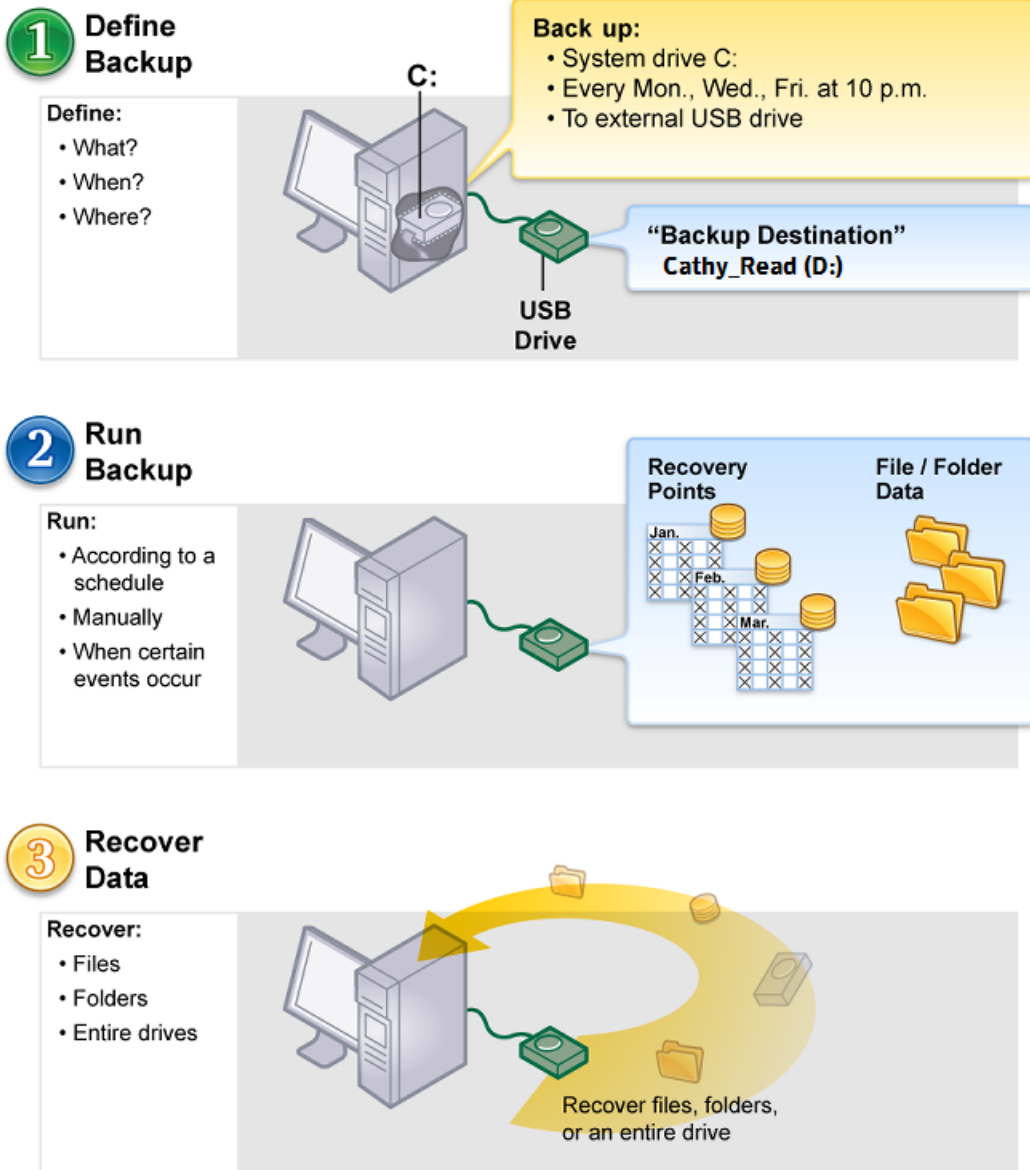 1
Define
Backup
Define:
• What?
• When?
• Where?
C:
Back up:
• System drive C:
• Every Mon., Wed., Fri. at 10 p.m.
• To external USB drive
“Backup Destination”
Cathy_Read (D:)
USB
Drive
2
Run
Backup
Run:
• According to a
schedule
• Manually
• When certain
events occur
Recovery
Points
Jan.
Feb.
Mar.
File / Folder
Data
3
Recover
Data
Recover:
• Files
• Folders
• Entire drives
Recover files, folders,
or an entire drive